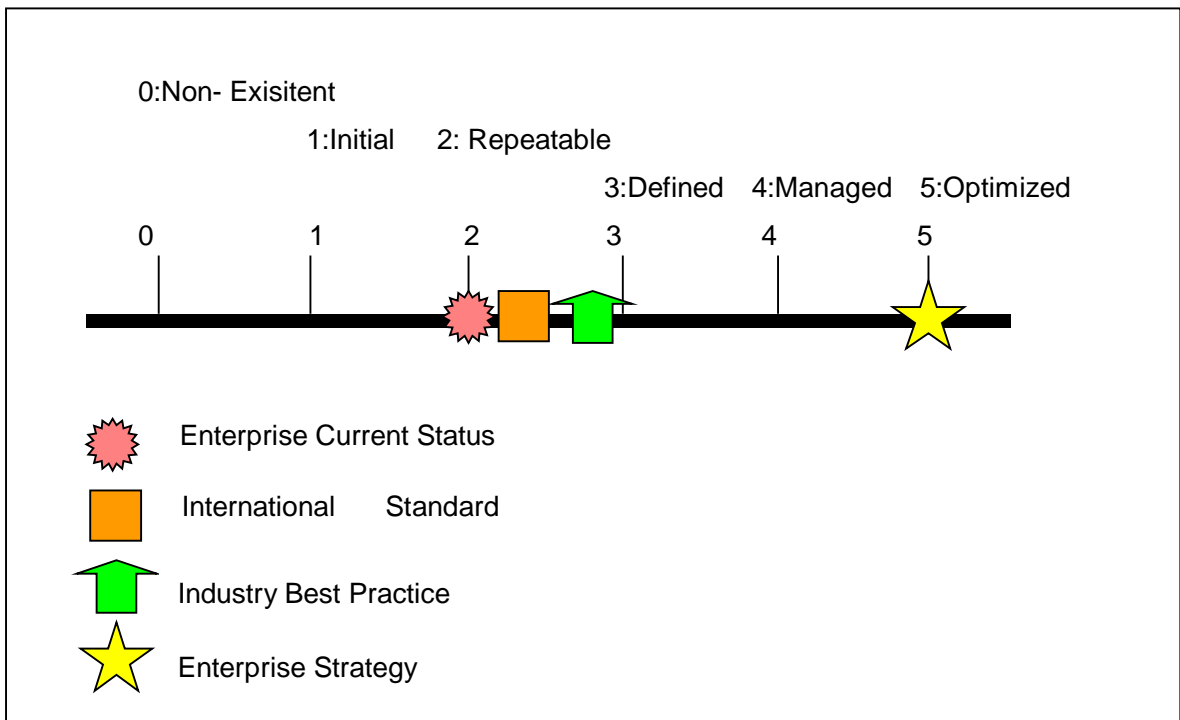 0:Non- Exisitent
1:Initial 2: Repeatable
3:Defined 4:Managed 5:Optimized
0 1 2 3 4 5
Enterprise Current Status
International Standard
Industry Best Practice
Enterprise Strategy